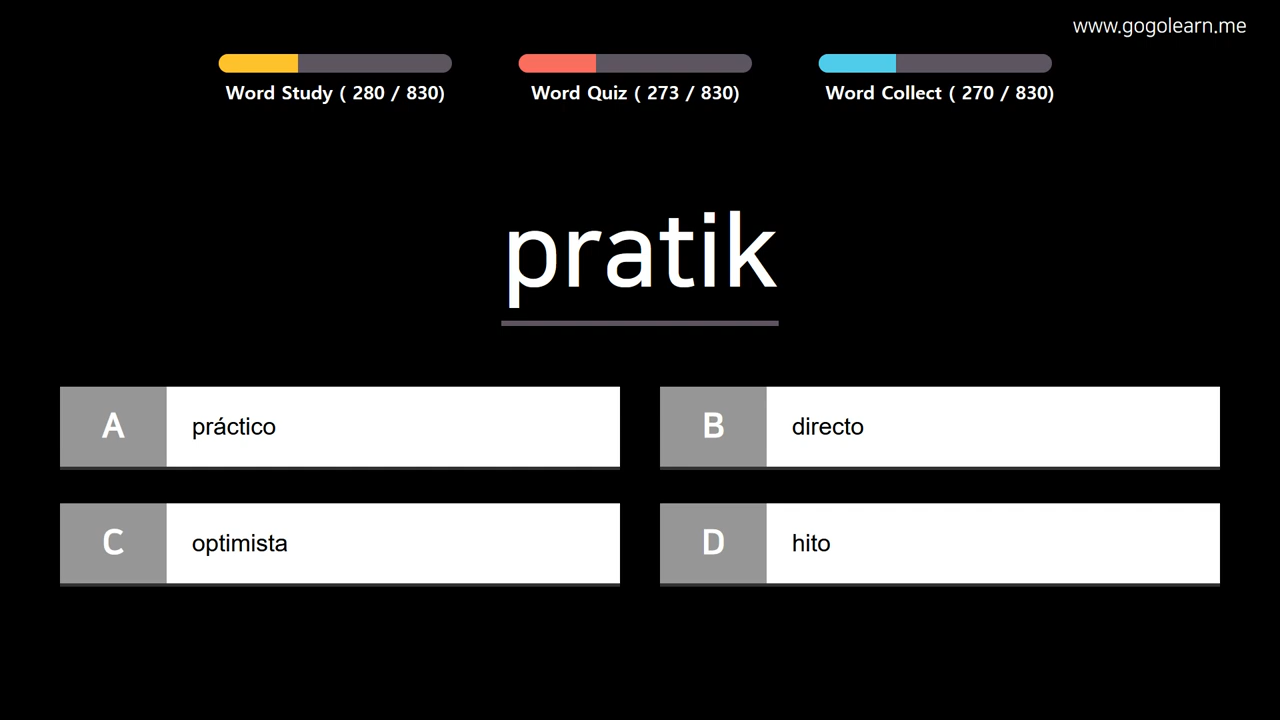 www.gogolearn.me
Word Study ( 280 / 830)
Word Quiz ( 273 / 830)
Word Collect ( 270 / 830)
pratik
A práctico
B directo
C optimista
D hito